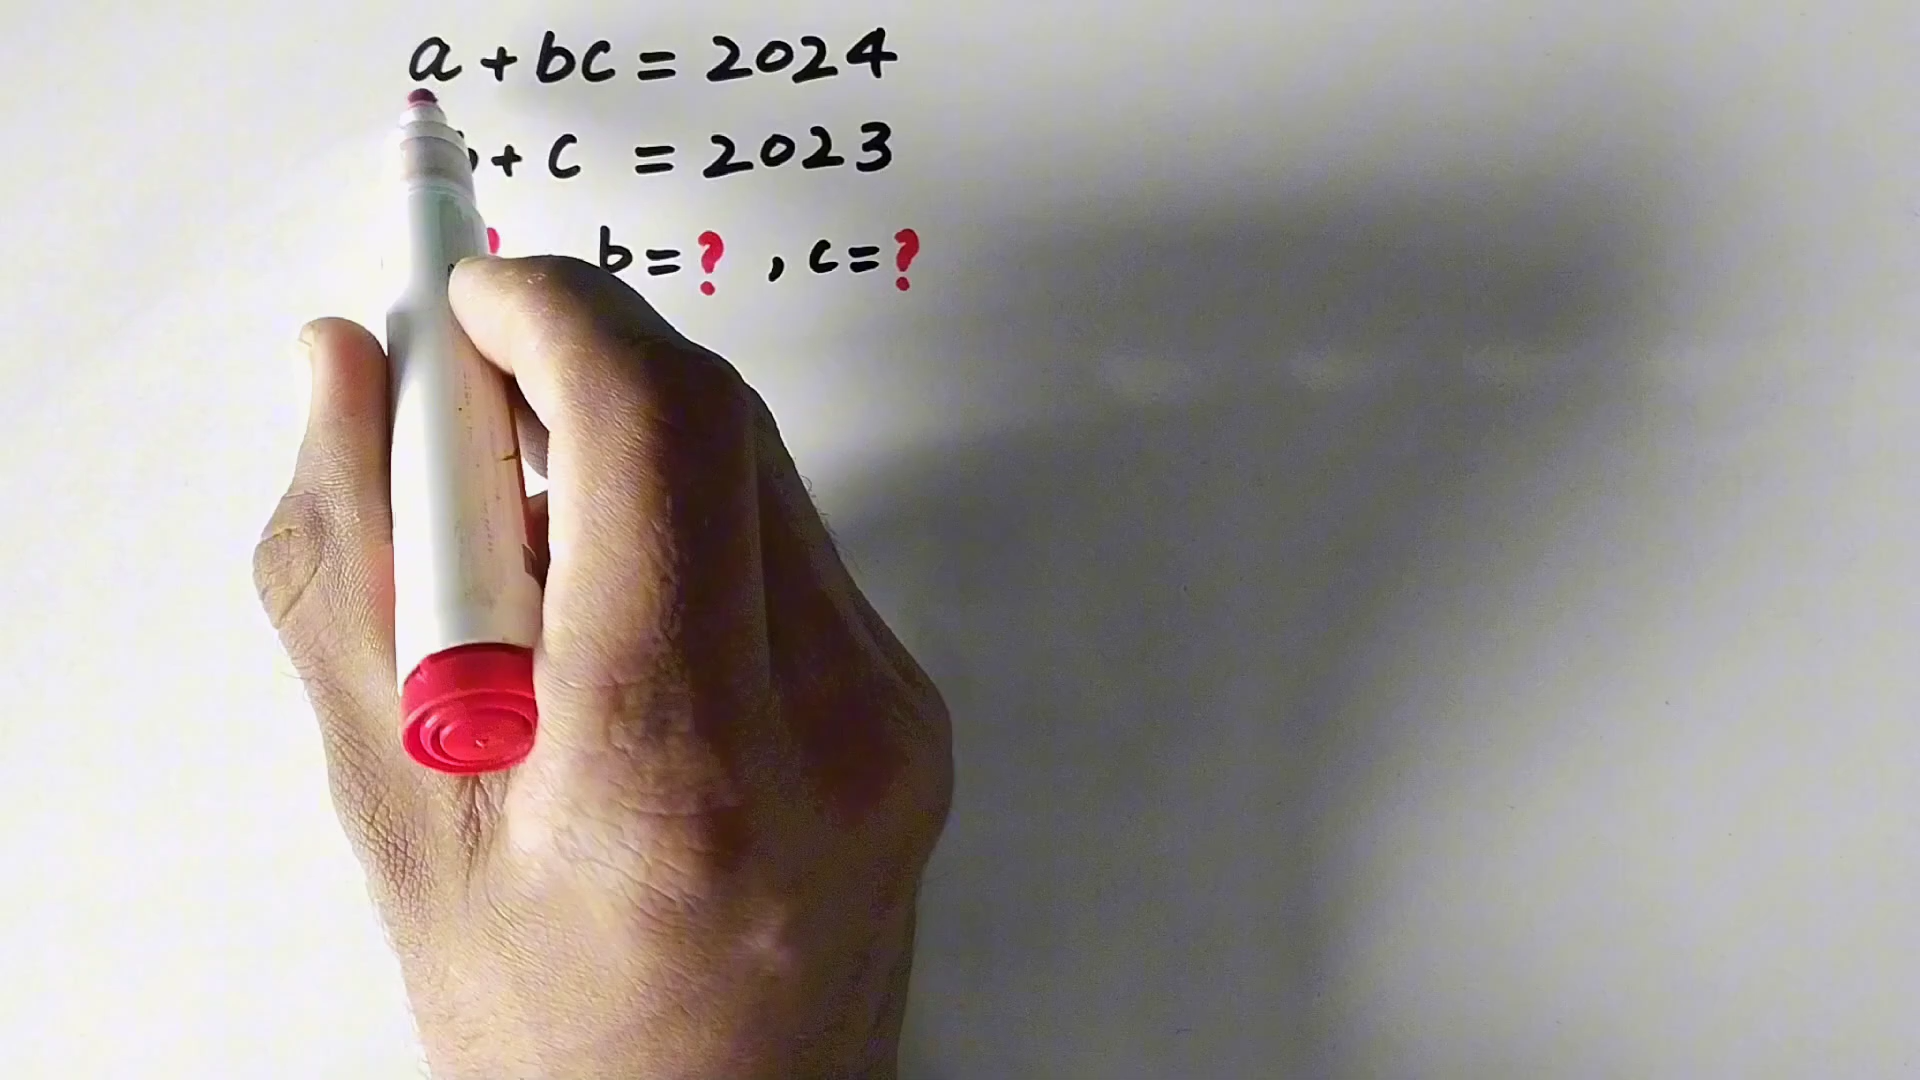 a + bc = 2024
+ c = 2023
b = ? , c = ?